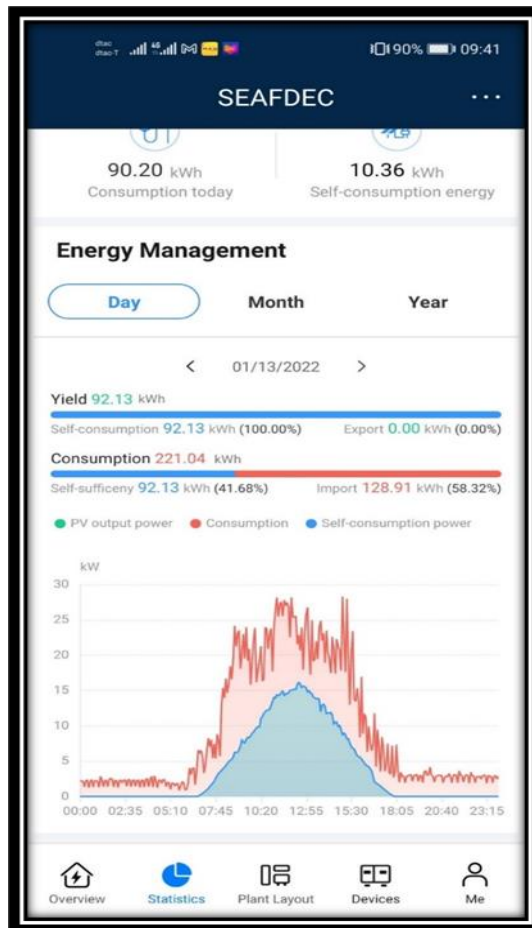 dtac
dtac-T 4G 90% 09:41
SEAFDEC
90.20 kWh
Consumption today
10.36 kWh
Self-consumption energy
Energy Management
Day Month Year
< 01/13/2022 >
Yield 92.13 kWh
Self-consumption 92.13 kWh (100.00%) Export 0.00 kWh (0.00%)
Consumption 221.04 kWh
Self-sufficeny 92.13 kWh (41.68%) Import 128.91 kWh (58.32%)
PV output power Consumption Self-consumption power
kW
30
25
20
15
10
5
0
00:00 02:35 05:10 07:45 10:20 12:55 15:30 18:05 20:40 23:15
Overview Statistics Plant Layout Devices Me